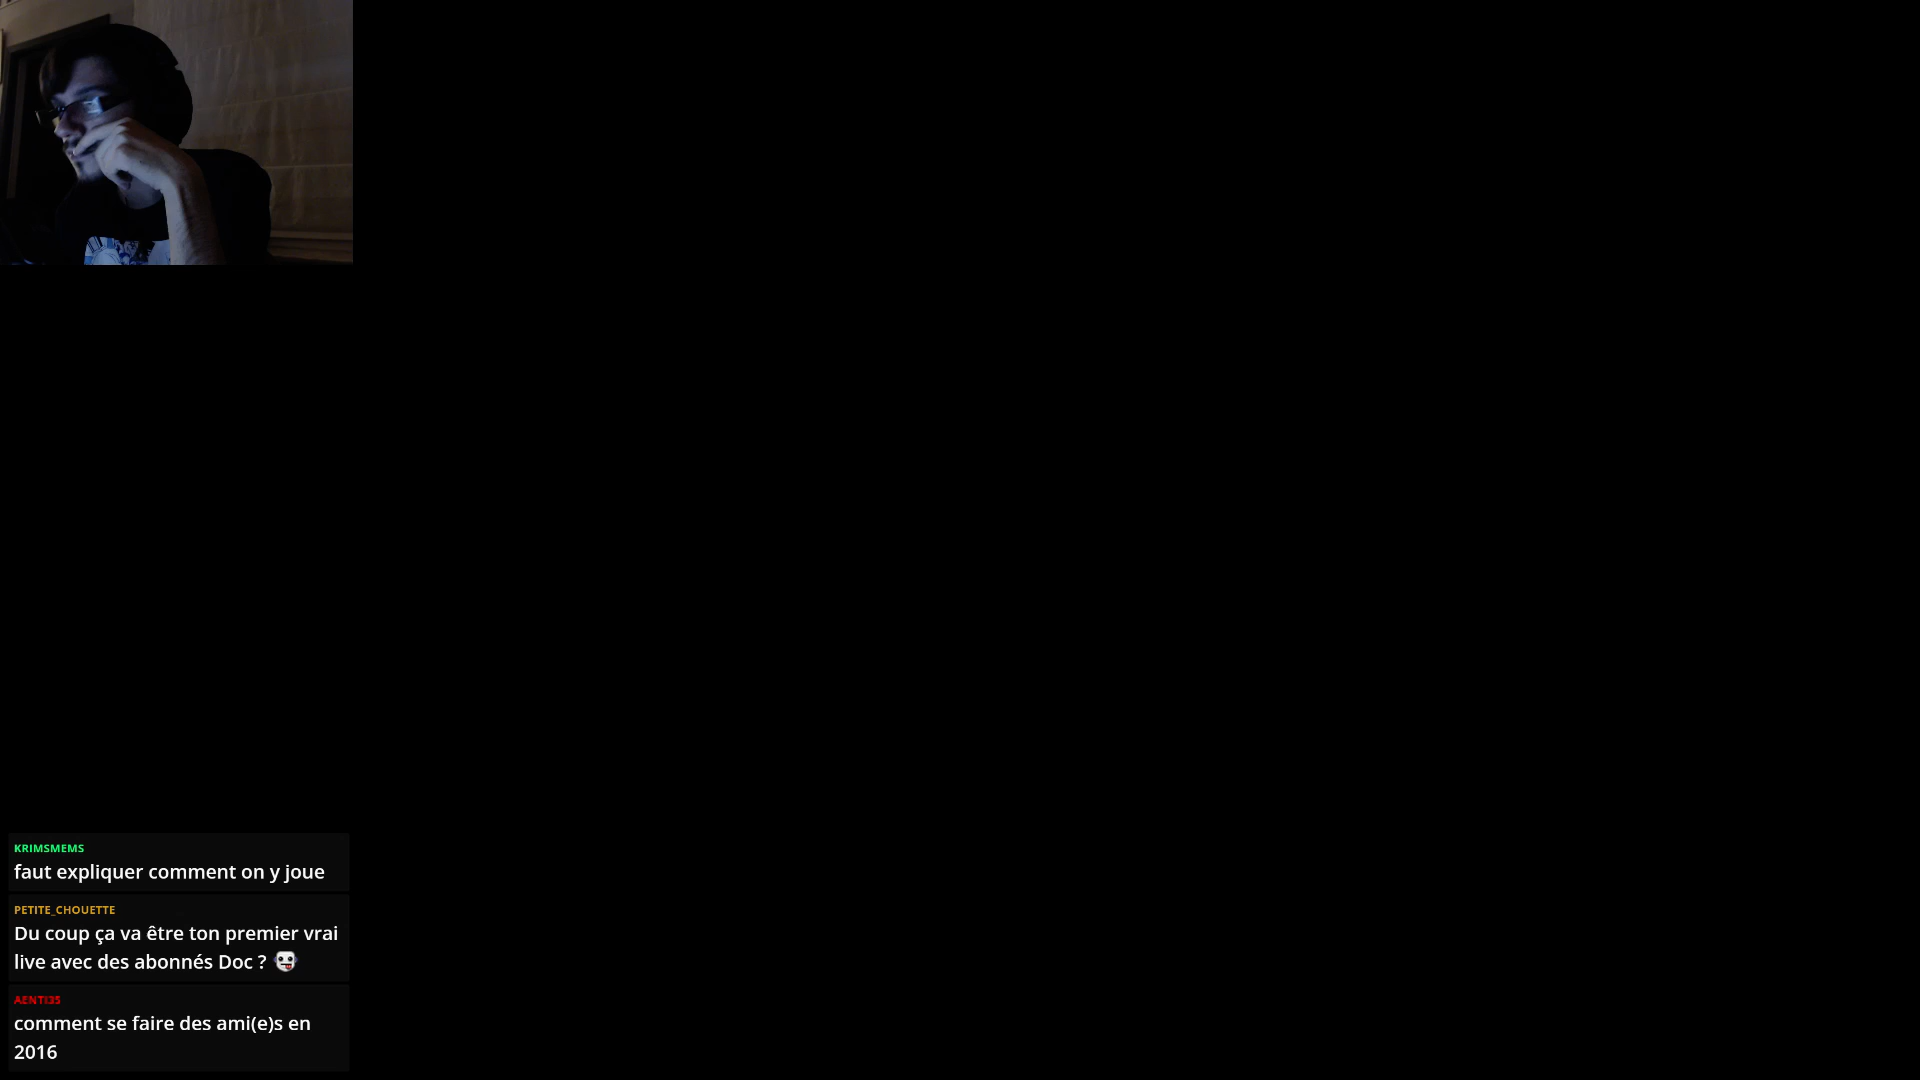 KRIMSMEMS
faut expliquer comment on y joue
PETITE_CHOUETTE
Du coup ça va être ton premier vrai
live avec des abonnés Doc ?
AENTI35
comment se faire des ami(e)s en
2016